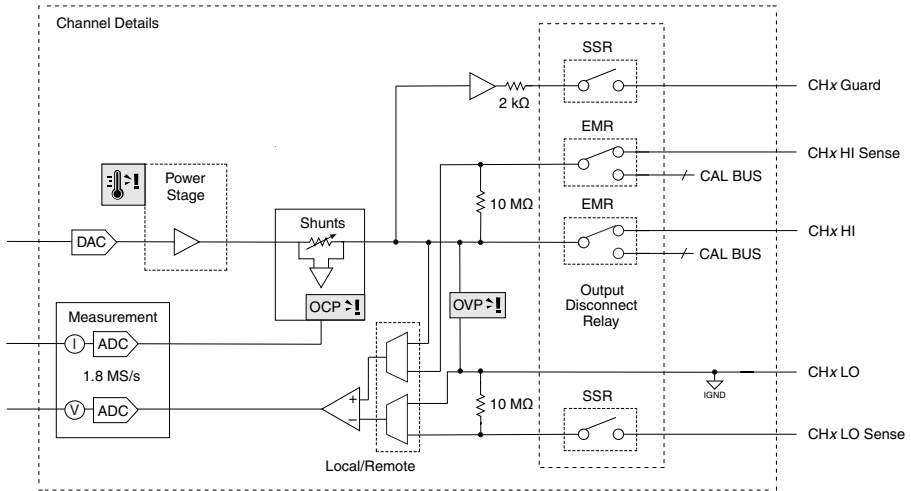 Channel Details
SSR
CHx Guard
2 kΩ
EMR
CHx HI Sense
CAL BUS
Power
Stage
10 MΩ
Shunts
EMR
CHx HI
DAC
CAL BUS
OCP
OVP
Output
Disconnect
Relay
Measurement
I
ADC
1.8 MS/s
V
ADC
+
–
CHx LO
IGND
10 MΩ
SSR
CHx LO Sense
Local/Remote